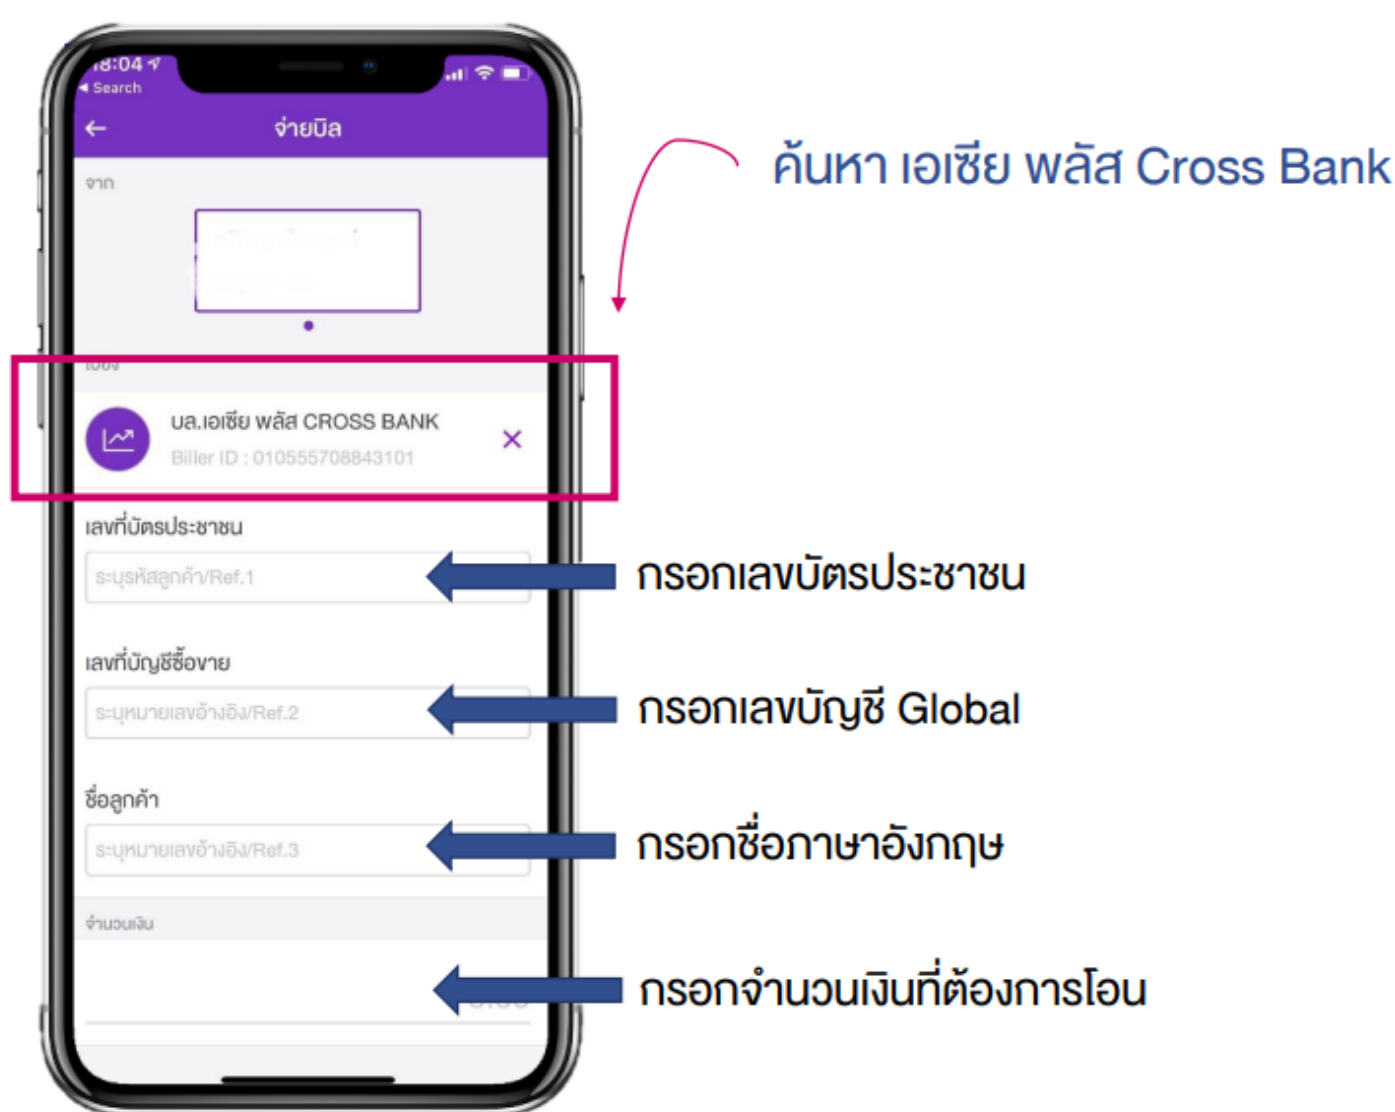 18:04
Search
จ่ายบิล
จาก
ค้นหา เอเซีย พลัส Cross Bank
ไปยัง
บล.เอเซีย พลัส CROSS BANK
Biller ID : 010555708843101
เลขที่บัตรประชาชน
ระบุรหัสลูกค้า/Ref.1
กรอกเลขบัตรประชาชน
เลขที่บัญชีซื้อขาย
ระบุหมายเลขอ้างอิง/Ref.2
กรอกเลขบัญชี Global
ชื่อลูกค้า
ระบุหมายเลขอ้างอิง/Ref.3
กรอกชื่อภาษาอังกฤษ
จำนวนเงิน
กรอกจำนวนเงินที่ต้องการโอน